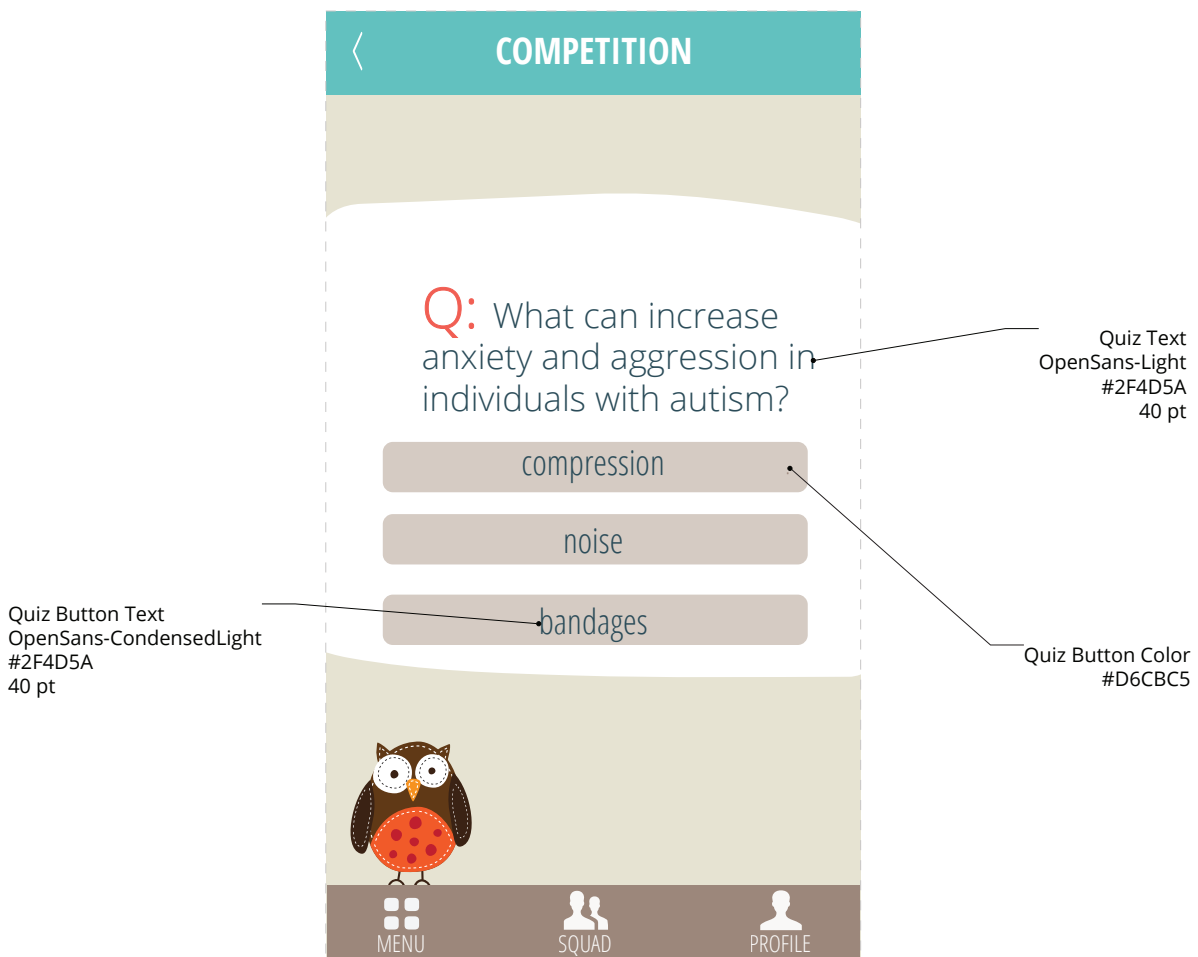 COMPETITION
Q: What can increase
anxiety and aggression in
individuals with autism?
compression
noise
bandages
MENU
SQUAD
PROFILE
Quiz Text
OpenSans-Light
#2F4D5A
40 pt
Quiz Button Text
OpenSans-CondensedLight
#2F4D5A
40 pt
Quiz Button Color
#D6CBC5